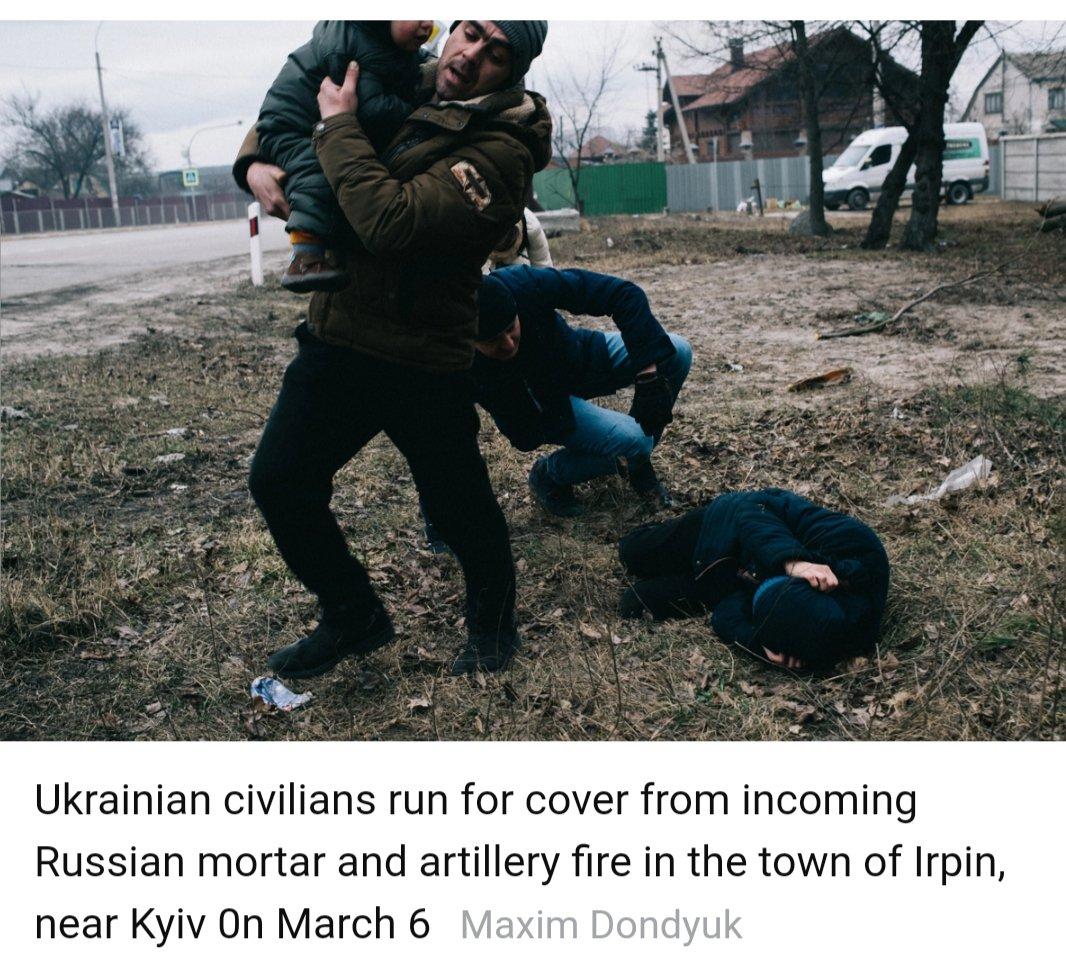 Ukrainian civilians run for cover from incoming
Russian mortar and artillery fire in the town of Irpin,
near Kyiv 0n March 6 Maxim Dondyuk